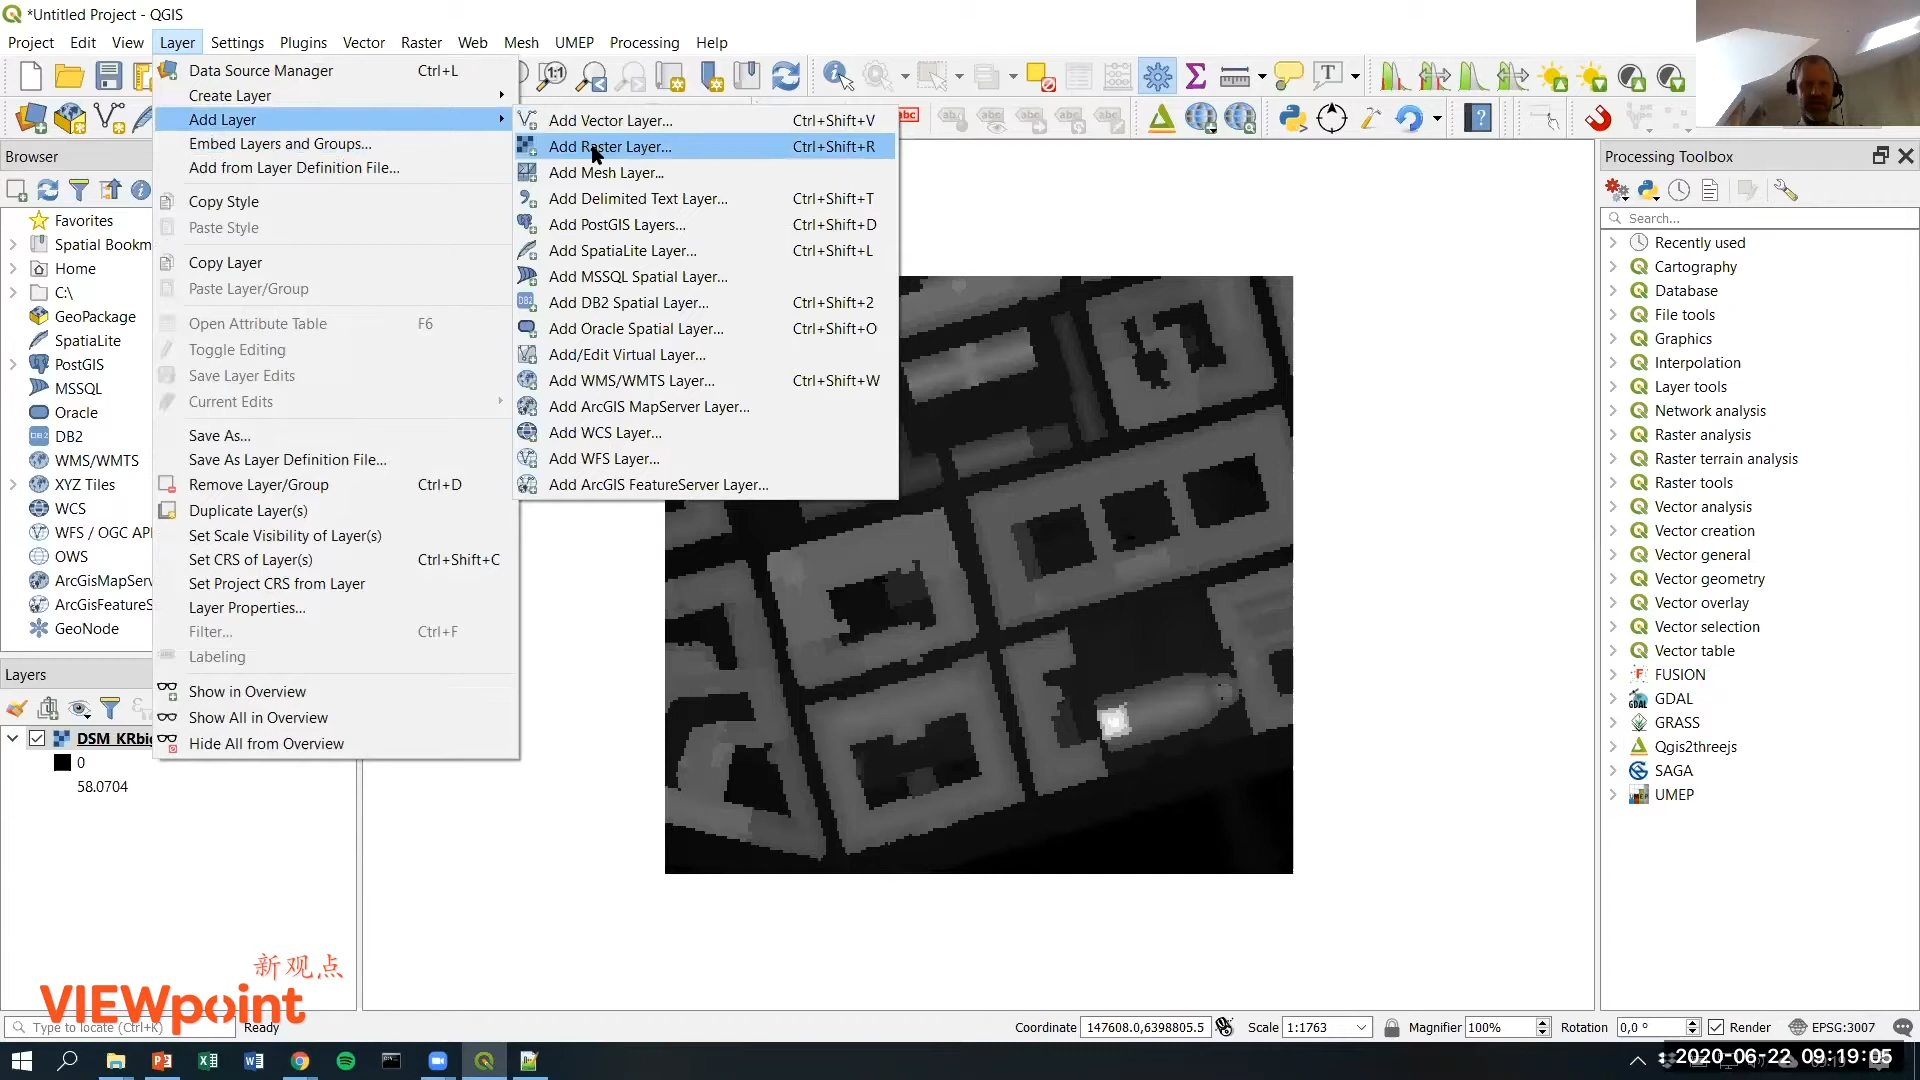 *Untitled Project - QGIS
Project Edit View Layer Settings Plugins Vector Raster Web Mesh UMEP Processing Help
Data Source Manager Ctrl+L
Create Layer
Add Layer
Embed Layers and Groups...
Add from Layer Definition File...
Copy Style
Paste Style
Copy Layer
Paste Layer/Group
Open Attribute Table F6
Toggle Editing
Save Layer Edits
Current Edits
Save As...
Save As Layer Definition File...
Remove Layer/Group Ctrl+D
Duplicate Layer(s)
Set Scale Visibility of Layer(s)
Set CRS of Layer(s) Ctrl+Shift+C
Set Project CRS from Layer
Layer Properties...
Filter... Ctrl+F
Labeling
Show in Overview
Show All in Overview
Hide All from Overview
Add Vector Layer... Ctrl+Shift+V
Add Raster Layer... Ctrl+Shift+R
Add Mesh Layer...
Add Delimited Text Layer... Ctrl+Shift+T
Add PostGIS Layers... Ctrl+Shift+D
Add SpatiaLite Layer... Ctrl+Shift+L
Add MSSQL Spatial Layer...
Add DB2 Spatial Layer... Ctrl+Shift+2
Add Oracle Spatial Layer... Ctrl+Shift+O
Add/Edit Virtual Layer...
Add WMS/WMTS Layer... Ctrl+Shift+W
Add ArcGIS MapServer Layer...
Add WCS Layer...
Add WFS Layer...
Add ArcGIS FeatureServer Layer...
Browser
Favorites
Spatial Bookm
Home
C:\
GeoPackage
SpatiaLite
PostGIS
MSSQL
Oracle
DB2
WMS/WMTS
XYZ Tiles
WCS
WFS / OGC API
OWS
ArcGisMapServ
ArcGisFeatureS
GeoNode
Layers
DSM_KRbig
0
58.0704
Processing Toolbox
Search...
Recently used
Cartography
Database
File tools
Graphics
Interpolation
Layer tools
Network analysis
Raster analysis
Raster terrain analysis
Raster tools
Vector analysis
Vector creation
Vector general
Vector geometry
Vector overlay
Vector selection
Vector table
FUSION
GDAL
GRASS
Qgis2threejs
SAGA
UMEP
新观点
VIEWpoint
Type to locate (Ctrl+K) Ready Coordinate 147608.0,6398805.5 Scale 1:1763 Magnifier 100% Rotation 0,0 ° Render EPSG:3007
2020-06-22 09:19:05